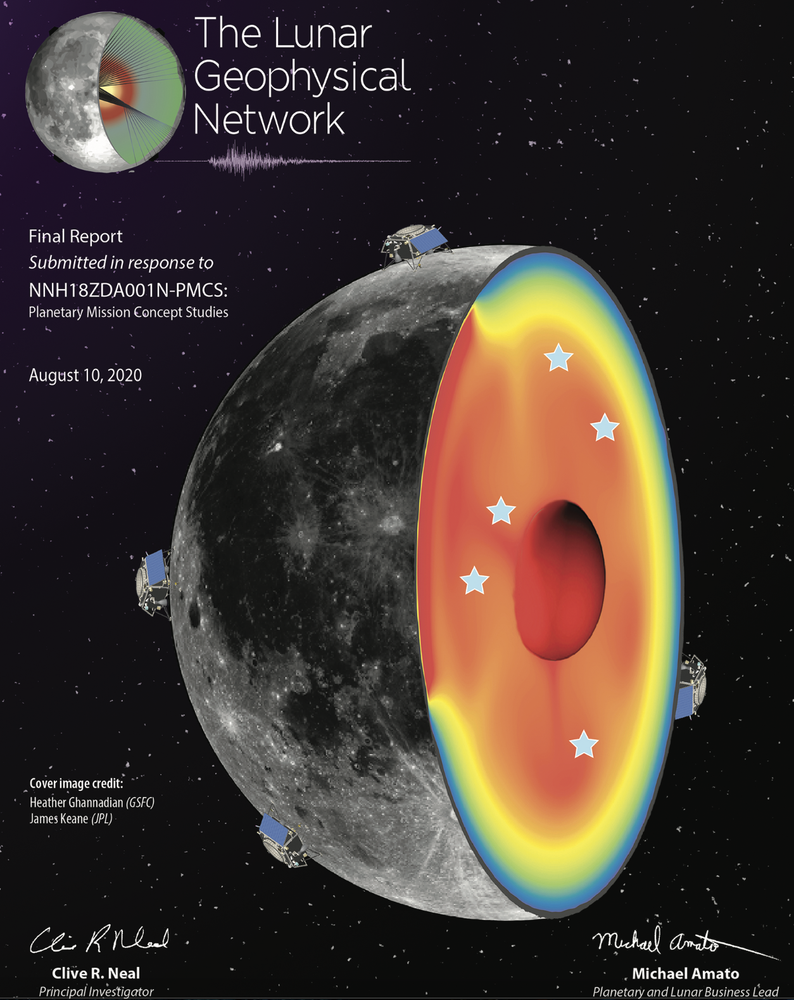 The Lunar
Geophysical
Network
Final Report
Submitted in response to
NNH18ZDA001N-PMCS:
Planetary Mission Concept Studies
August 10, 2020
Cover image credit:
Heather Ghannadian (GSFC)
James Keane (JPL)
Clive R Neal
Clive R. Neal
Principal Investigator
Michael Amato
Michael Amato
Planetary and Lunar Business Lead